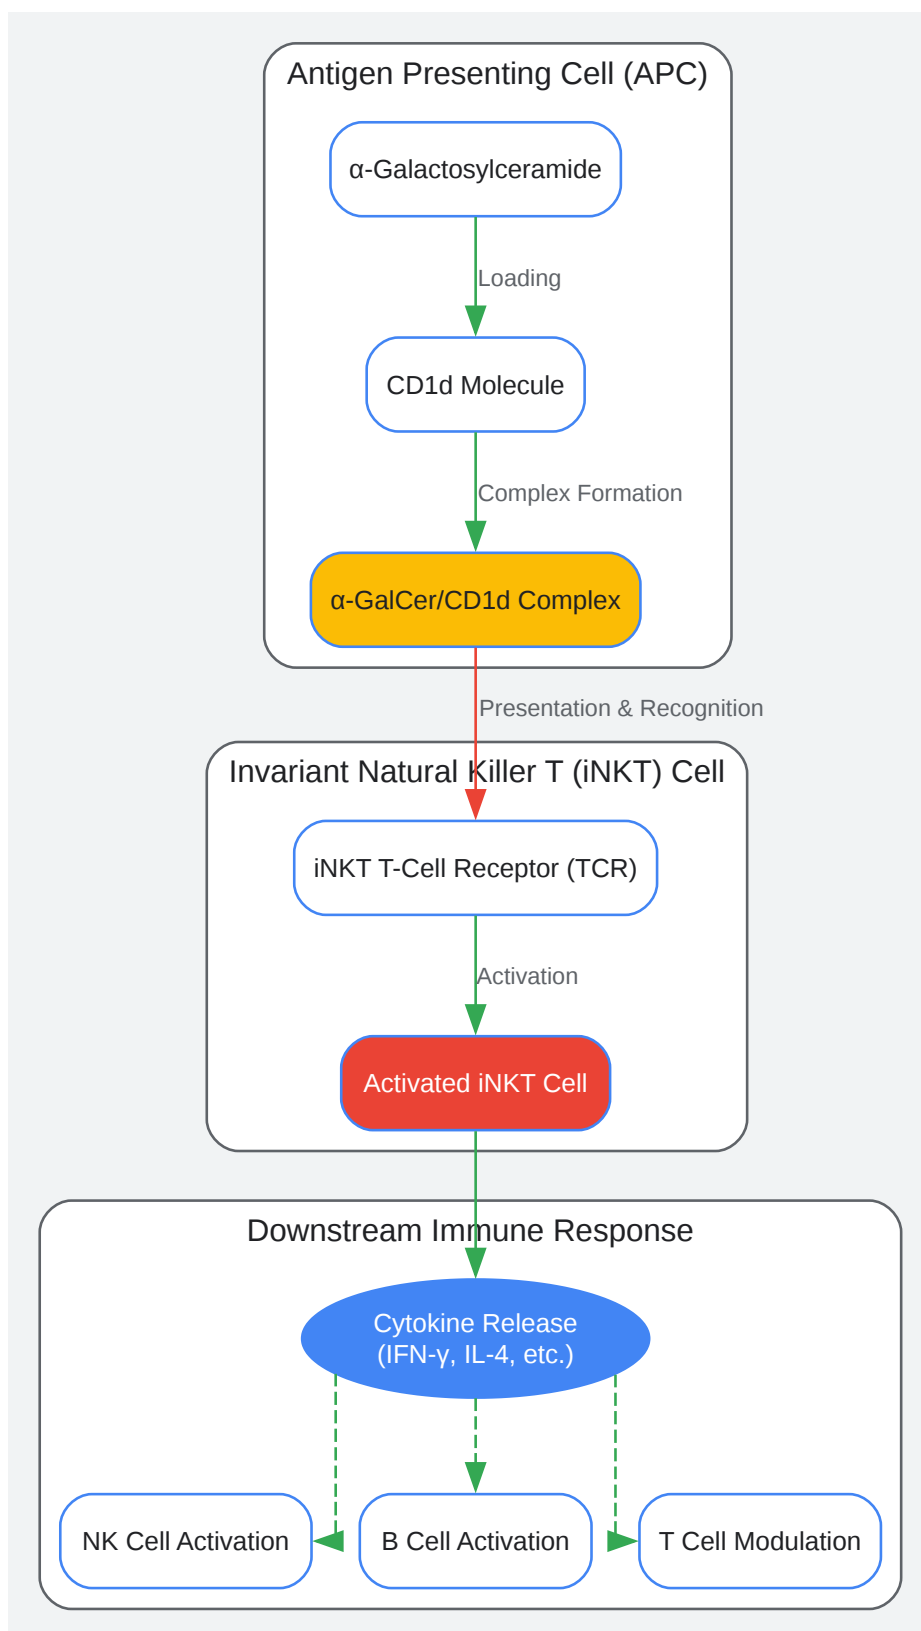 Antigen Presenting Cell (APC)
α-Galactosylceramide
Loading
CD1d Molecule
Complex Formation
α-GalCer/CD1d Complex
Presentation & Recognition
Invariant Natural Killer T (iNKT) Cell
iNKT T-Cell Receptor (TCR)
Activation
Activated iNKT Cell
Downstream Immune Response
Cytokine Release
(IFN-γ, IL-4, etc.)
NK Cell Activation
B Cell Activation
T Cell Modulation